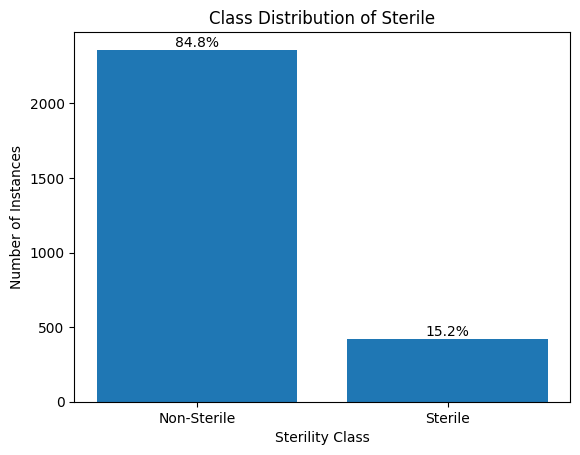 Class Distribution of Sterile
84.8%
15.2%
Number of Instances
2000
1500
1000
500
0
Non-Sterile
Sterile
Sterility Class